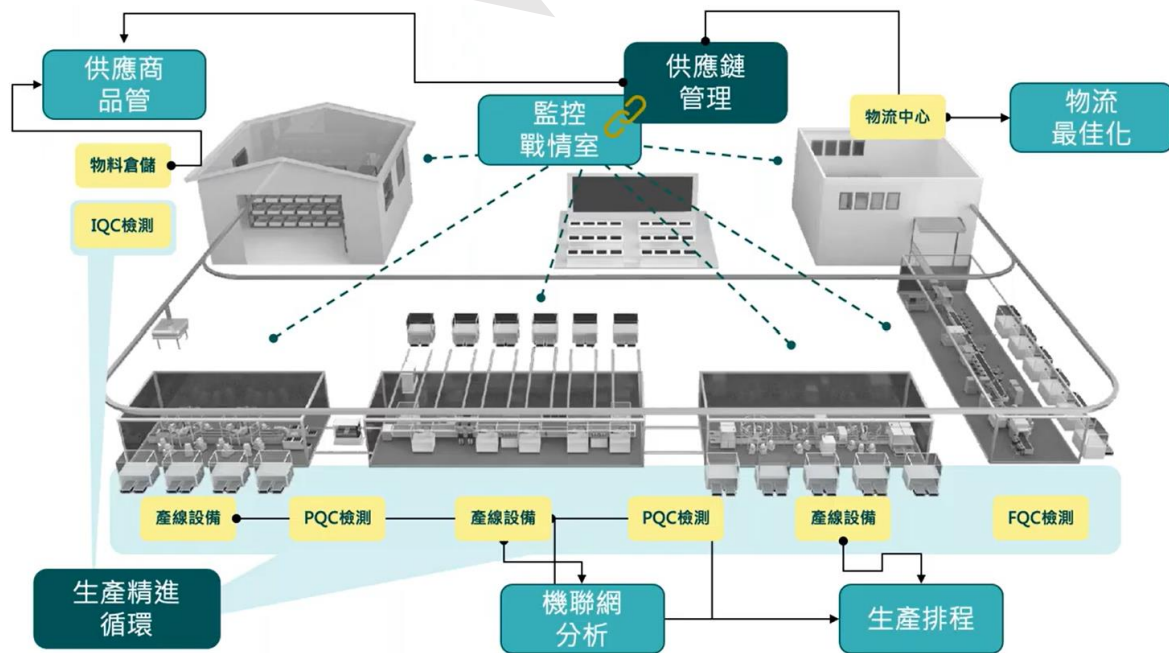 供應商
品管
供應鏈
管理
監控
戰情室
物流中心
物流
最佳化
物料倉儲
IQC檢測
產線設備
PQC檢測
產線設備
PQC檢測
產線設備
FQC檢測
生產精進
循環
機聯網
分析
生產排程